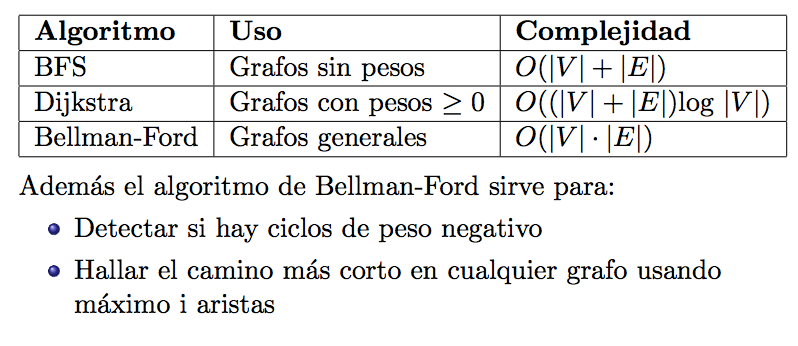 Algoritmo Uso Complejidad
BFS Grafos sin pesos O(|V| + |E|)
Dijkstra Grafos con pesos ≥ 0 O((|V| + |E|)log |V|)
Bellman-Ford Grafos generales O(|V| · |E|)
Además el algoritmo de Bellman-Ford sirve para:
Detectar si hay ciclos de peso negativo
Hallar el camino más corto en cualquier grafo usando
máximo i aristas